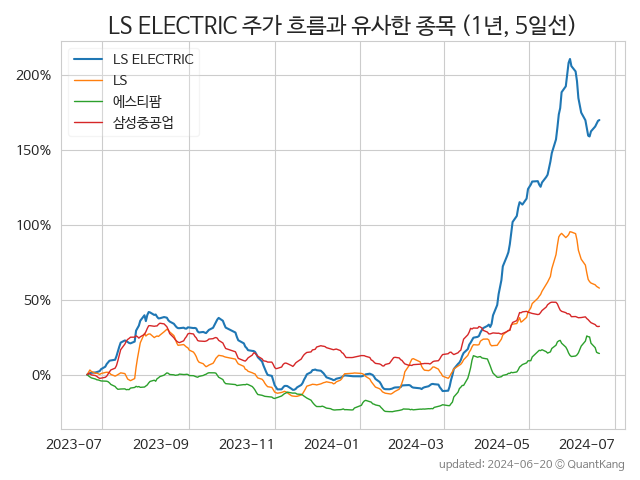 LS ELECTRIC 주가 흐름과 유사한 종목 (1년, 5일선)
LS ELECTRIC
LS
에스티팜
삼성중공업
200%
150%
100%
50%
0%
2023-07 2023-09 2023-11 2024-01 2024-03 2024-05 2024-07
updated: 2024-06-20 © QuantKang